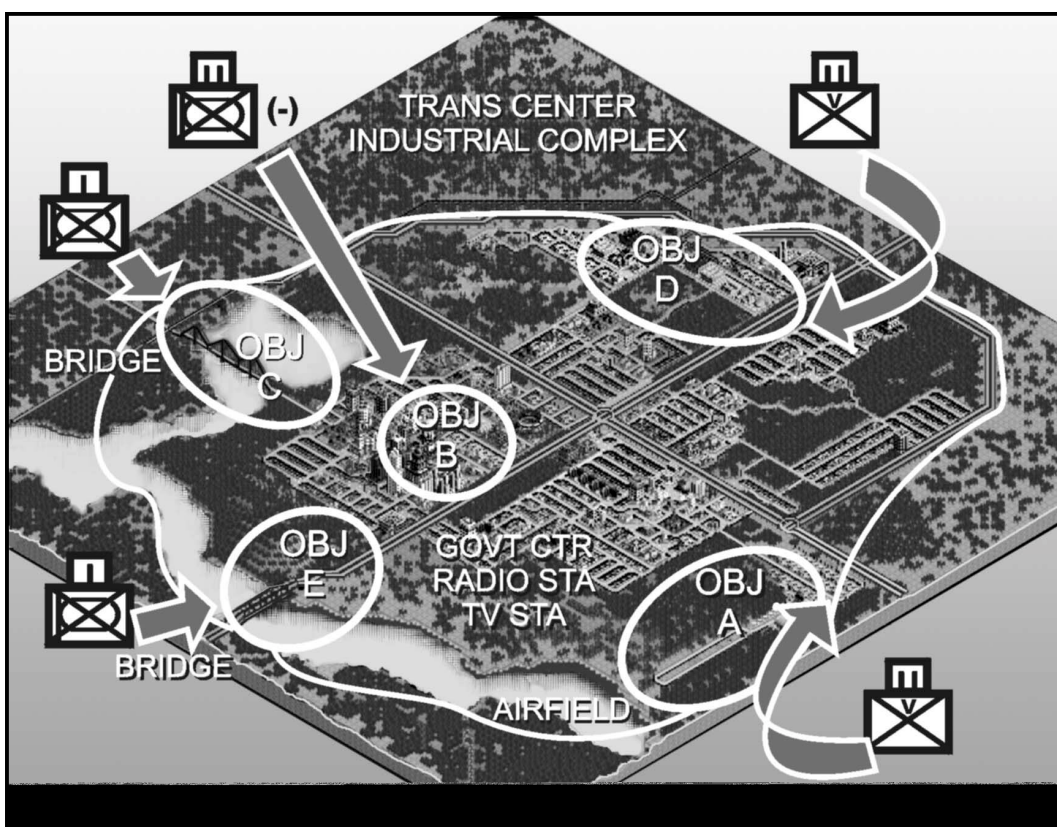 (-)
TRANS CENTER
INDUSTRIAL COMPLEX
V
OBJ
D
BRIDGE
OBJ
C
OBJ
B
OBJ
E
GOVT CTR
RADIO STA
TV STA
OBJ
A
BRIDGE
AIRFIELD
V